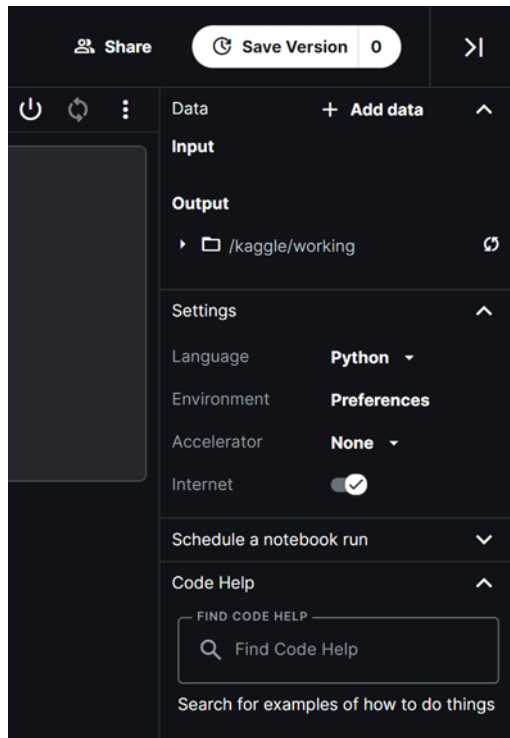 Share Save Version 0
Data + Add data
Input
Output
/kaggle/working
Settings
Language Python
Environment Preferences
Accelerator None
Internet
Schedule a notebook run
Code Help
FIND CODE HELP
Find Code Help
Search for examples of how to do things